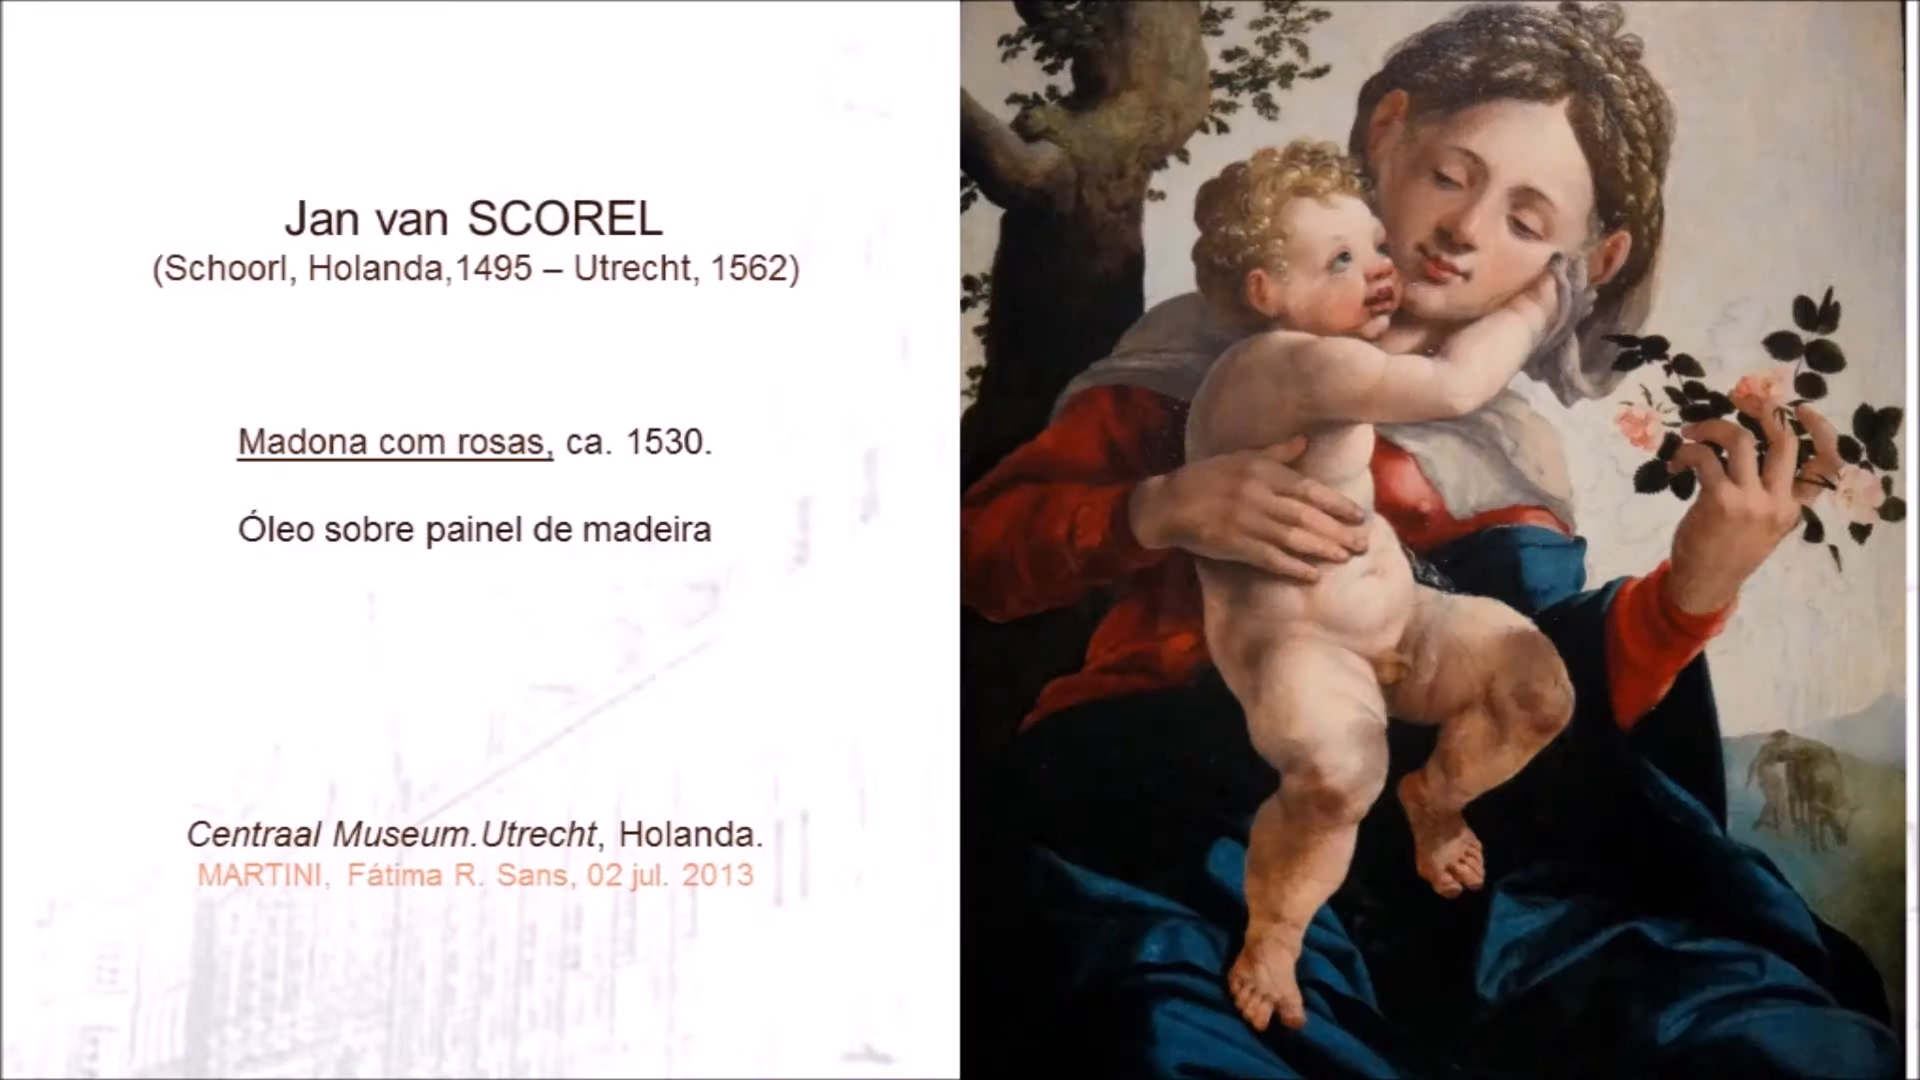 Jan van SCOREL
(Schoorl, Holanda,1495 – Utrecht, 1562)
Madona com rosas, ca. 1530.
Óleo sobre painel de madeira
Centraal Museum.Utrecht, Holanda.
MARTINI, Fátima R. Sans, 02 jul. 2013